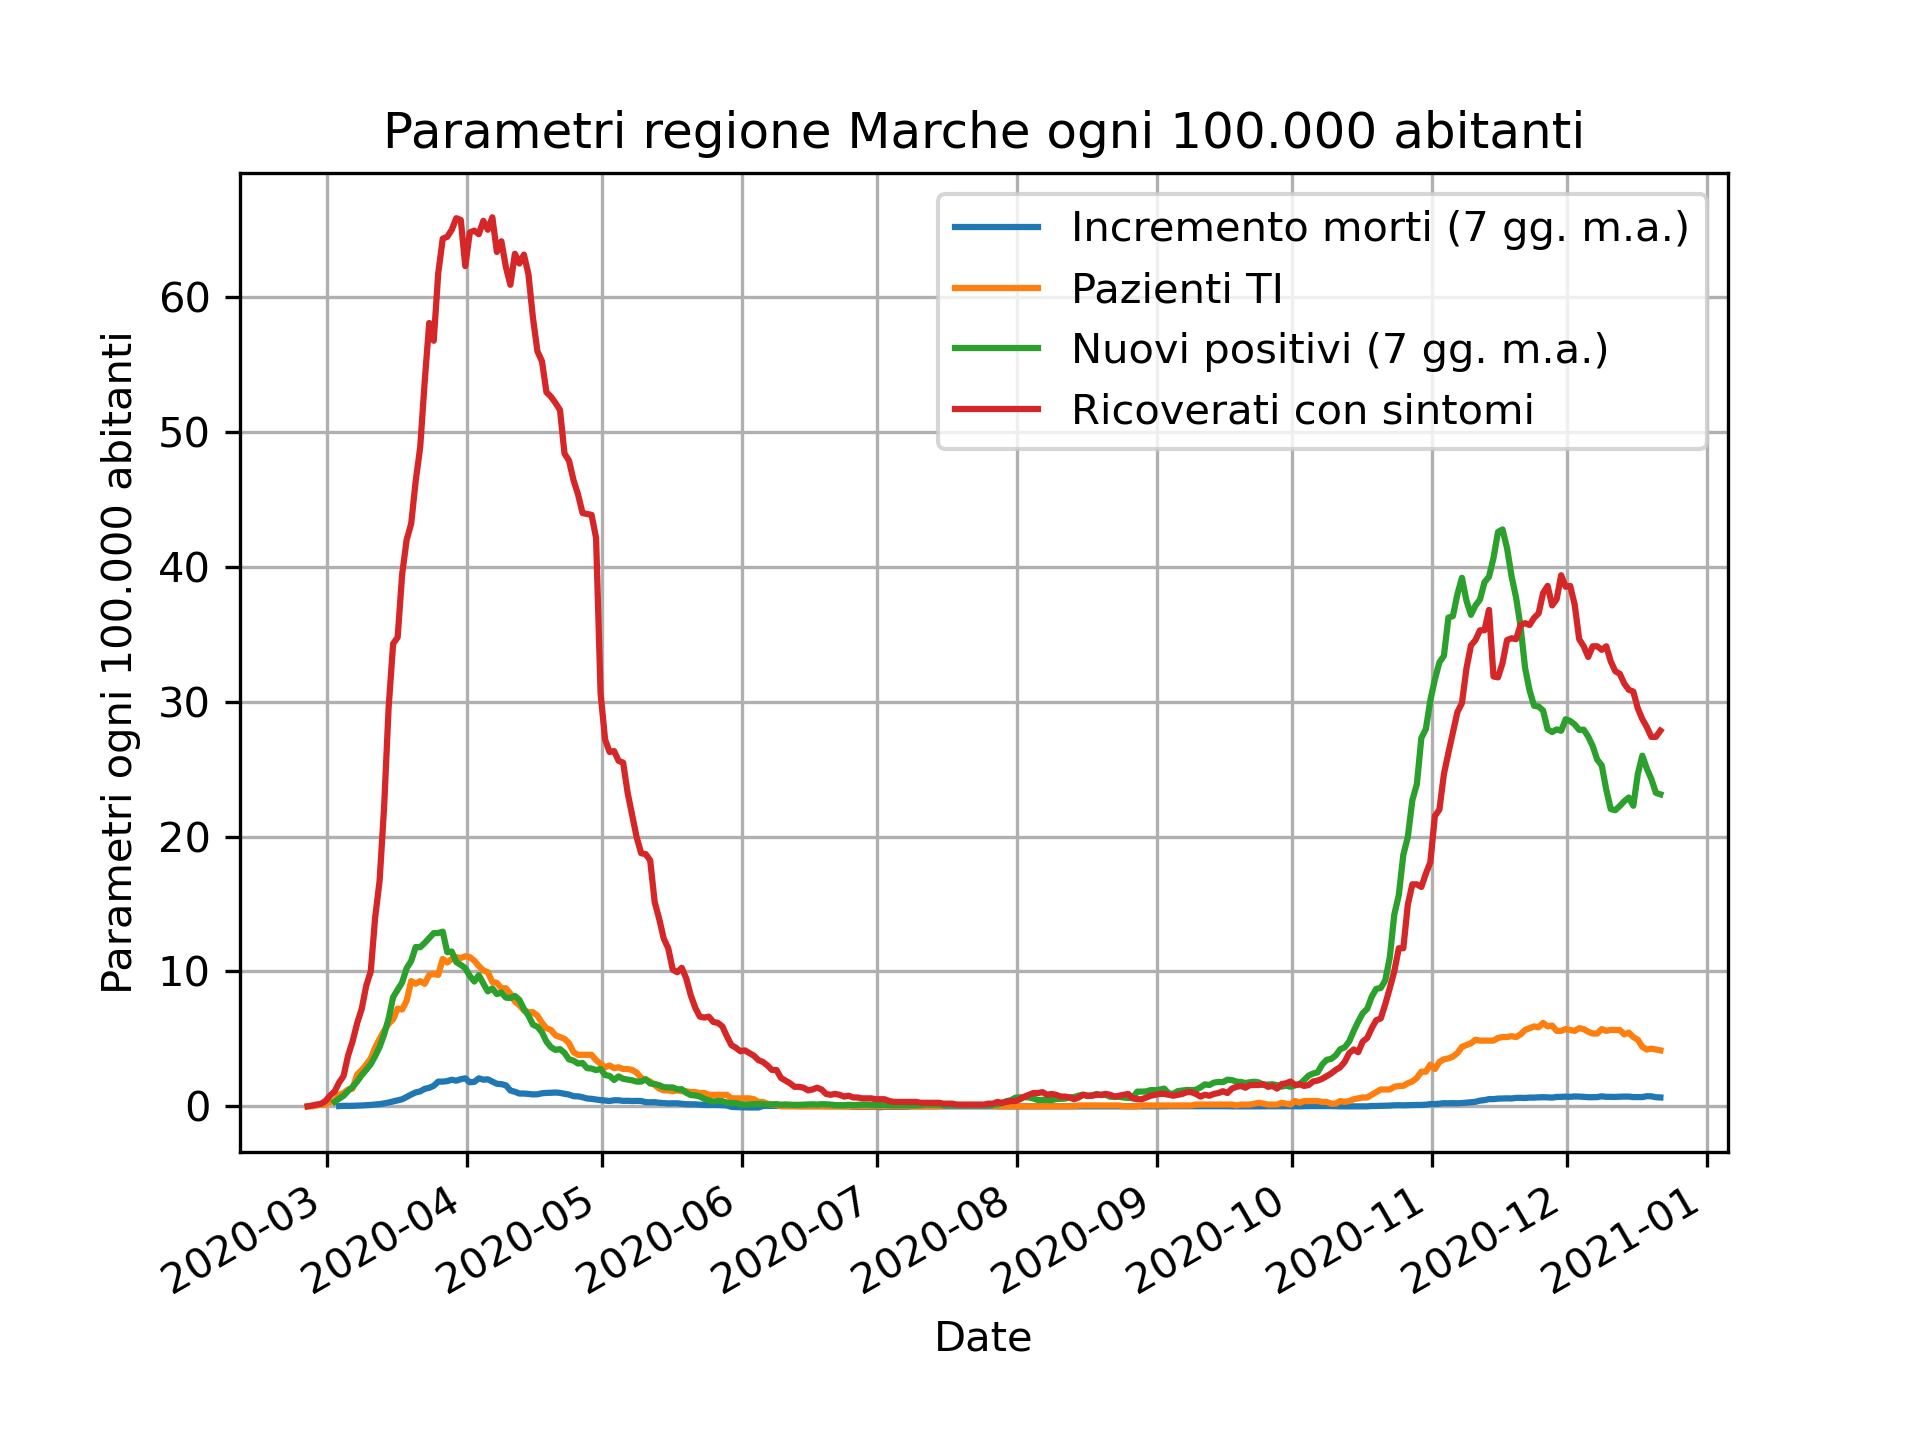 Parametri regione Marche ogni 100.000 abitanti
Incremento morti (7 gg. m.a.)
Pazienti TI
Nuovi positivi (7 gg. m.a.)
Ricoverati con sintomi
Parametri ogni 100.000 abitanti
60
50
40
30
20
10
0
2020-03
2020-04
2020-05
2020-06
2020-07
2020-08
2020-09
2020-10
2020-11
2020-12
2021-01
Date